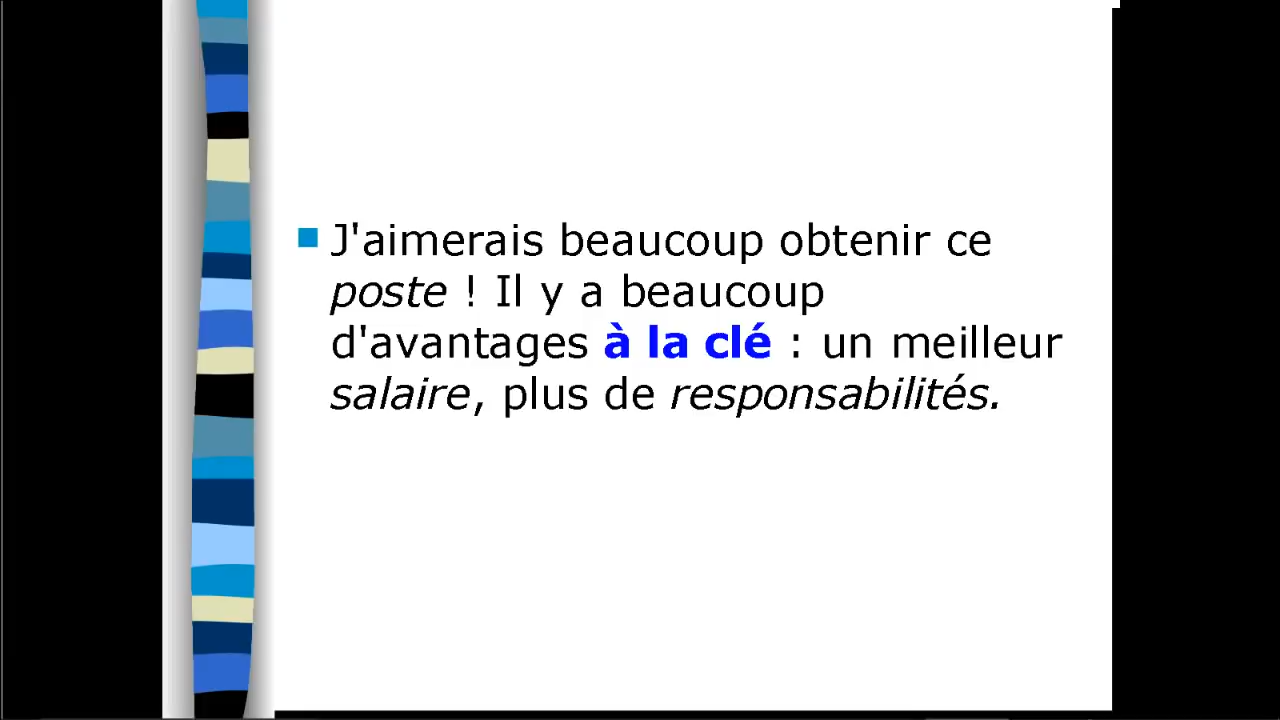 J'aimerais beaucoup obtenir ce
poste ! Il y a beaucoup
d'avantages à la clé : un meilleur
salaire, plus de responsabilités.